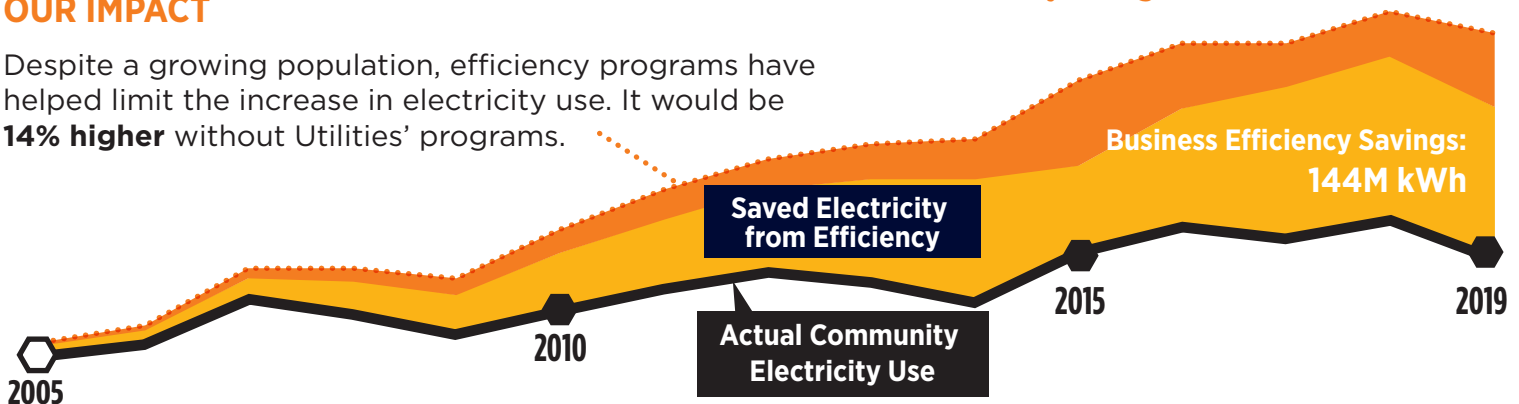 OUR IMPACT
Despite a growing population, efficiency programs have
helped limit the increase in electricity use. It would be
14% higher without Utilities’ programs.
Business Efficiency Savings:
144M kWh
Saved Electricity
from Efficiency
Actual Community
Electricity Use
2005
2010
2015
2019